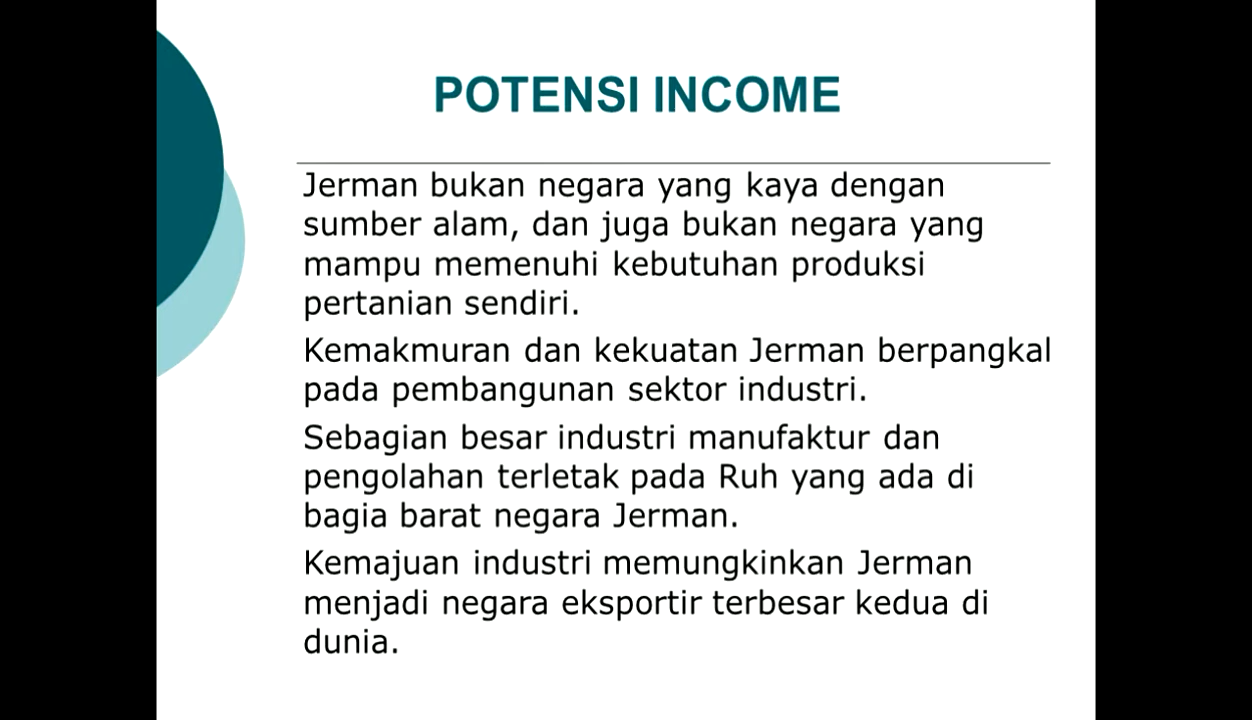 POTENSI INCOME
Jerman bukan negara yang kaya dengan
sumber alam, dan juga bukan negara yang
mampu memenuhi kebutuhan produksi
pertanian sendiri.
Kemakmuran dan kekuatan Jerman berpangkal
pada pembangunan sektor industri.
Sebagian besar industri manufaktur dan
pengolahan terletak pada Ruh yang ada di
bagia barat negara Jerman.
Kemajuan industri memungkinkan Jerman
menjadi negara eksportir terbesar kedua di
dunia.